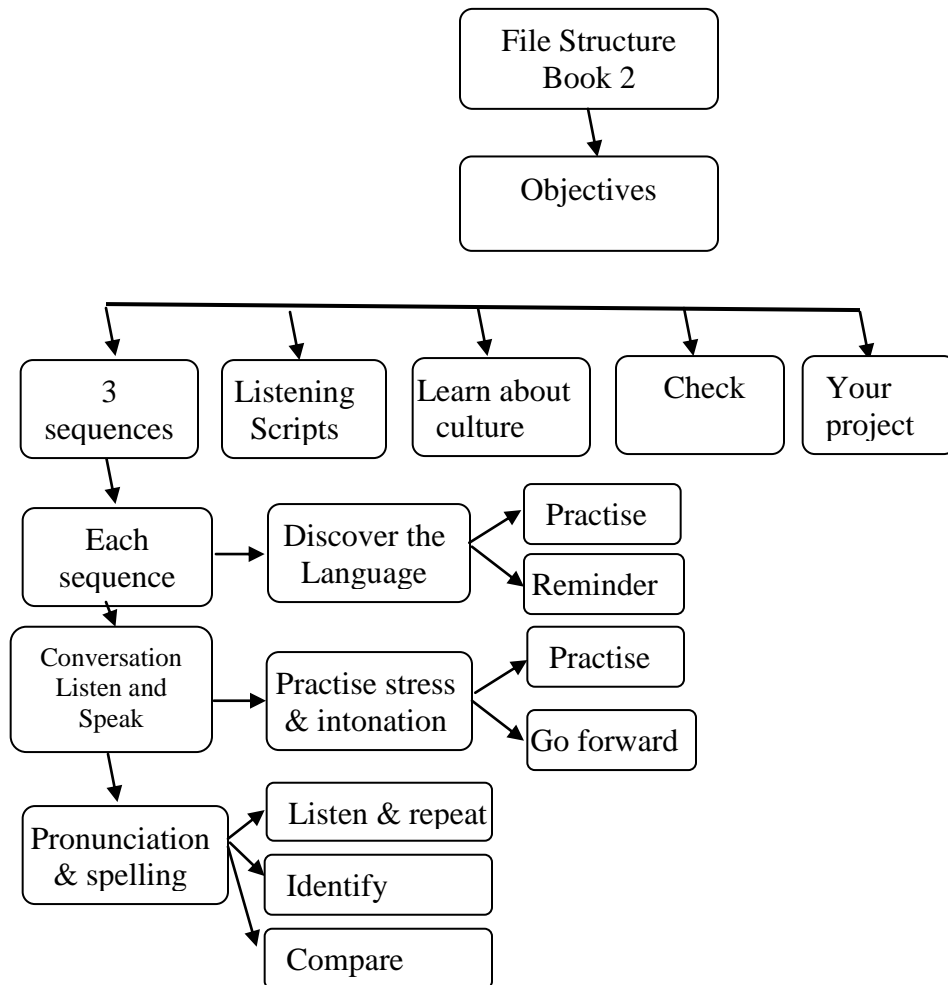 File Structure
Book 2
Objectives
3
sequences
Listening
Scripts
Learn about
culture
Check
Your
project
Each
sequence
Discover the
Language
Practise
Reminder
Conversation
Listen and
Speak
Practise stress
& intonation
Practise
Go forward
Pronunciation
& spelling
Listen & repeat
Identify
Compare